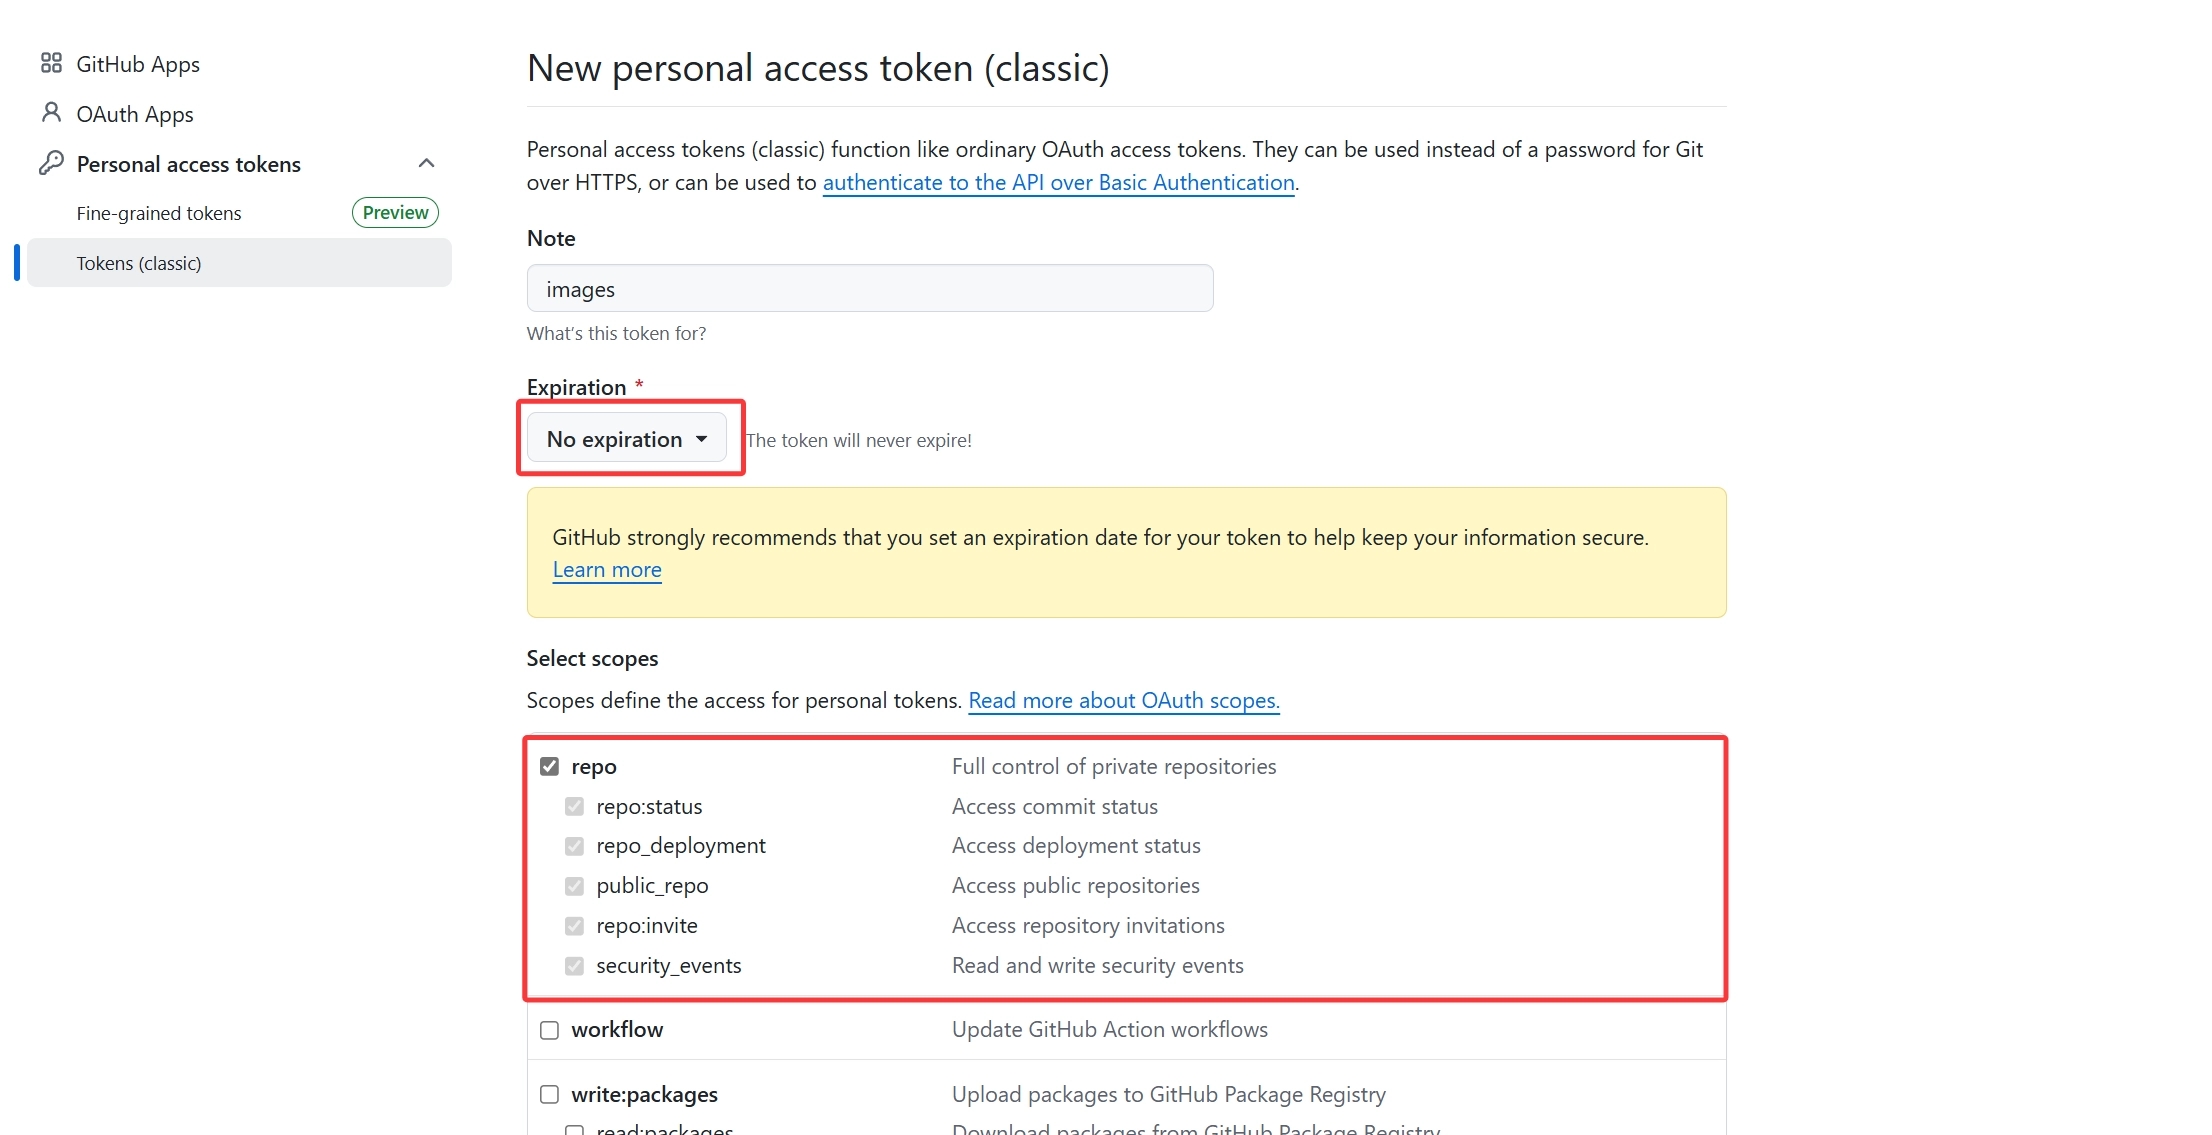 GitHub Apps
OAuth Apps
Personal access tokens
Fine-grained tokens Preview
Tokens (classic)
New personal access token (classic)
Personal access tokens (classic) function like ordinary OAuth access tokens. They can be used instead of a password for Git
over HTTPS, or can be used to authenticate to the API over Basic Authentication.
Note
images
What's this token for?
Expiration *
No expiration The token will never expire!
GitHub strongly recommends that you set an expiration date for your token to help keep your information secure.
Learn more
Select scopes
Scopes define the access for personal tokens. Read more about OAuth scopes.
repo Full control of private repositories
repo:status Access commit status
repo_deployment Access deployment status
public_repo Access public repositories
repo:invite Access repository invitations
security_events Read and write security events
workflow Update GitHub Action workflows
write:packages Upload packages to GitHub Package Registry
read:packages Download packages from GitHub Package Registry